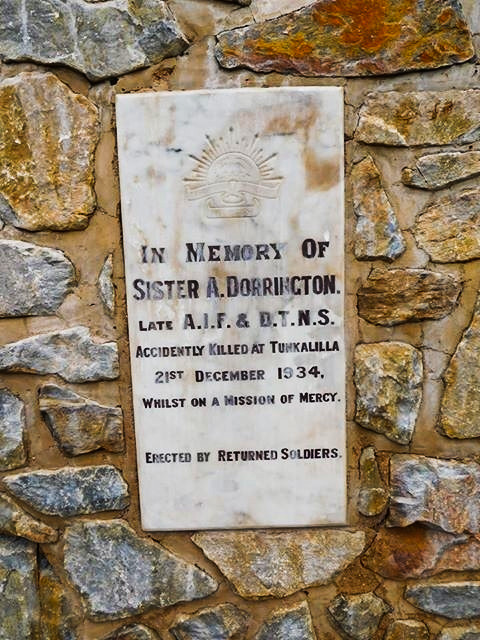 In Memory Of
Sister A. Dorrington.
Late A.I.F. & D.T.N.S.
Accidently Killed at Tunkalilla
21st December 1934,
Whilst on a Mission of Mercy.
Erected by Returned Soldiers.